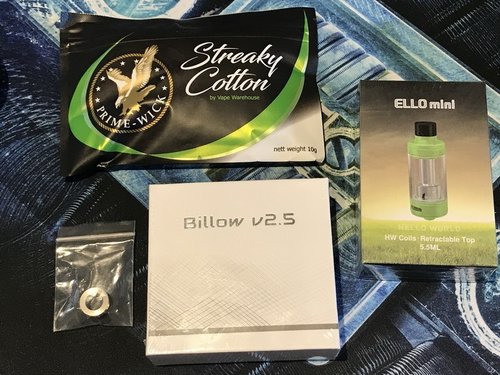 Streaky
Cotton
by Vape Warehouse
PRIME-WICK
nett weight 10g
ELLO mini
HELLO WORLD
HW Coils · Retractable Top
5.5ML
Billow v2.5